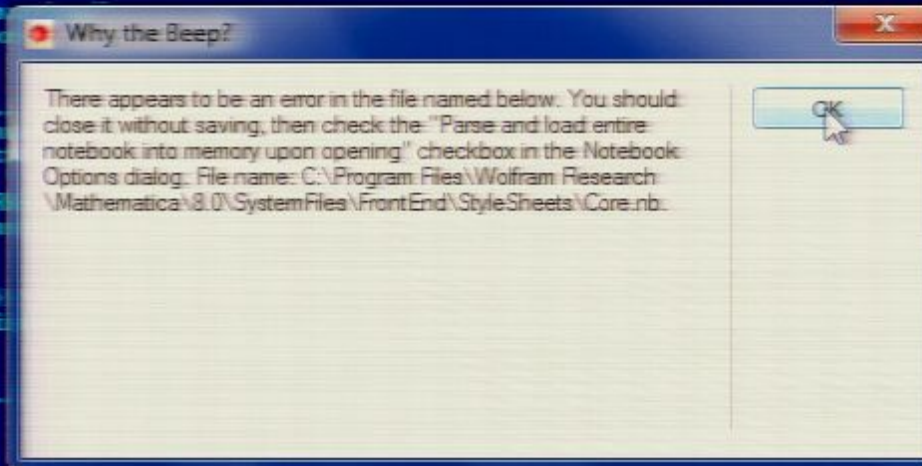 Why the Beep?
There appears to be an error in the file named below. You should
close it without saving, then check the "Parse and load entire
notebook into memory upon opening" checkbox in the Notebook
Options dialog. File name: C:\Program Files\Wolfram Research
\Mathematica\8.0\SystemFiles\FrontEnd\StyleSheets\Core.nb.
OK